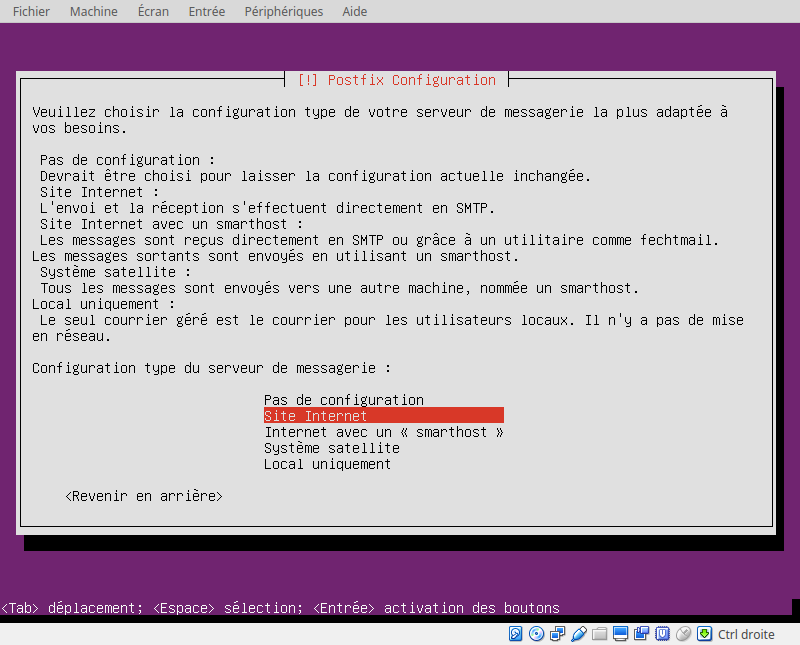 Fichier Machine Écran Entrée Périphériques Aide
[!] Postfix Configuration
Veuillez choisir la configuration type de votre serveur de messagerie la plus adaptée à
vos besoins.
Pas de configuration :
Devrait être choisi pour laisser la configuration actuelle inchangée.
Site Internet :
L'envoi et la réception s'effectuent directement en SMTP.
Site Internet avec un smarthost :
Les messages sont reçus directement en SMTP ou grâce à un utilitaire comme fechtmail.
Les messages sortants sont envoyés en utilisant un smarthost.
Système satellite :
Tous les messages sont envoyés vers une autre machine, nommée un smarthost.
Local uniquement :
Le seul courrier géré est le courrier pour les utilisateurs locaux. Il n'y a pas de mise
en réseau.
Configuration type du serveur de messagerie :
Pas de configuration
Site Internet
Internet avec un « smarthost »
Système satellite
Local uniquement
<Revenir en arrière>
<Tab> déplacement; <Espace> sélection; <Entrée> activation des boutons
Ctrl droite